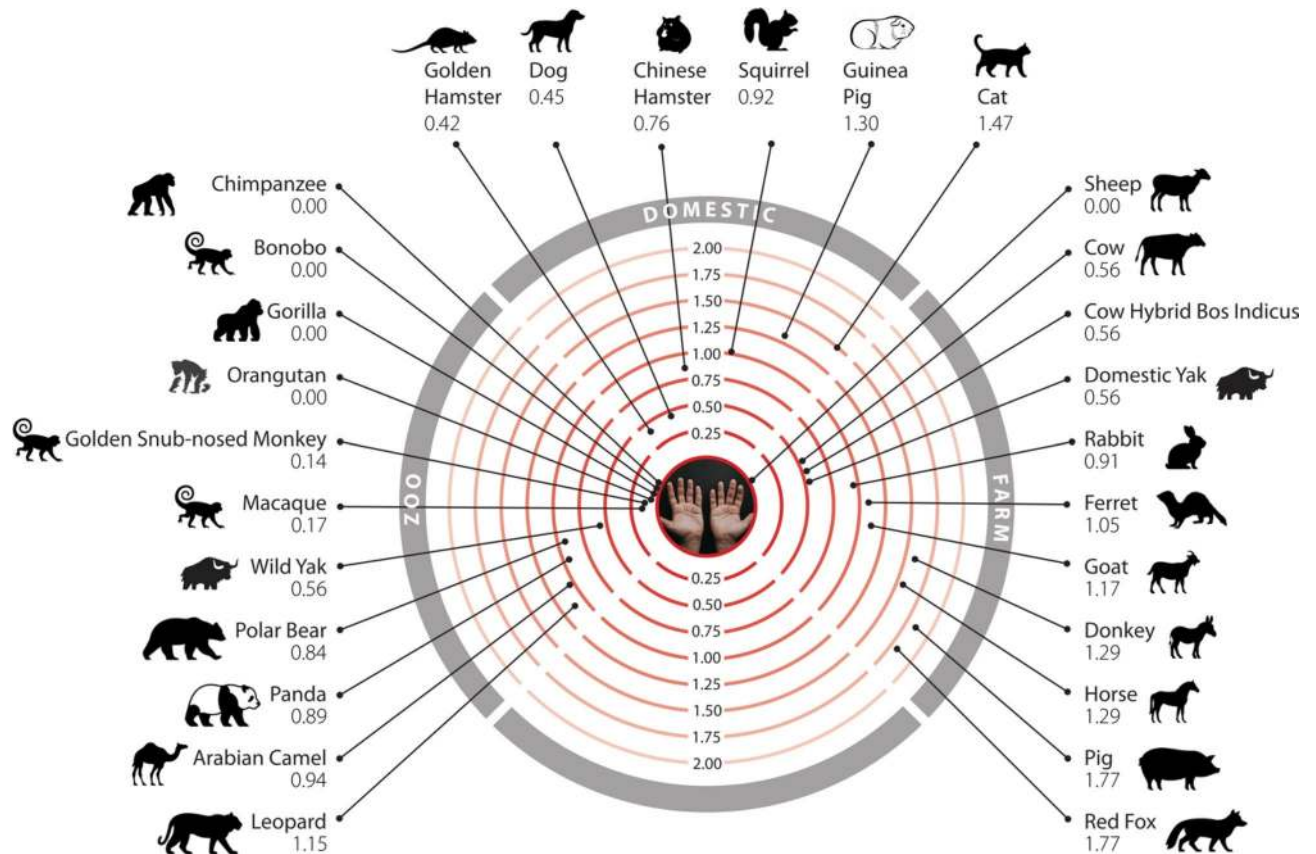 Golden
Hamster
0.42
Dog
0.45
Chinese
Hamster
0.76
Squirrel
0.92
Guinea
Pig
1.30
Cat
1.47
Chimpanzee
0.00
Bonobo
0.00
Gorilla
0.00
Orangutan
0.00
Golden Snub-nosed Monkey
0.14
Macaque
0.17
Wild Yak
0.56
Polar Bear
0.84
Panda
0.89
Arabian Camel
0.94
Leopard
1.15
DOMESTIC
ZOO
FARM
2.00
1.75
1.50
1.25
1.00
0.75
0.50
0.25
0.25
0.50
0.75
1.00
1.25
1.50
1.75
2.00
Sheep
0.00
Cow
0.56
Cow Hybrid Bos Indicus
0.56
Domestic Yak
0.56
Rabbit
0.91
Ferret
1.05
Goat
1.17
Donkey
1.29
Horse
1.29
Pig
1.77
Red Fox
1.77